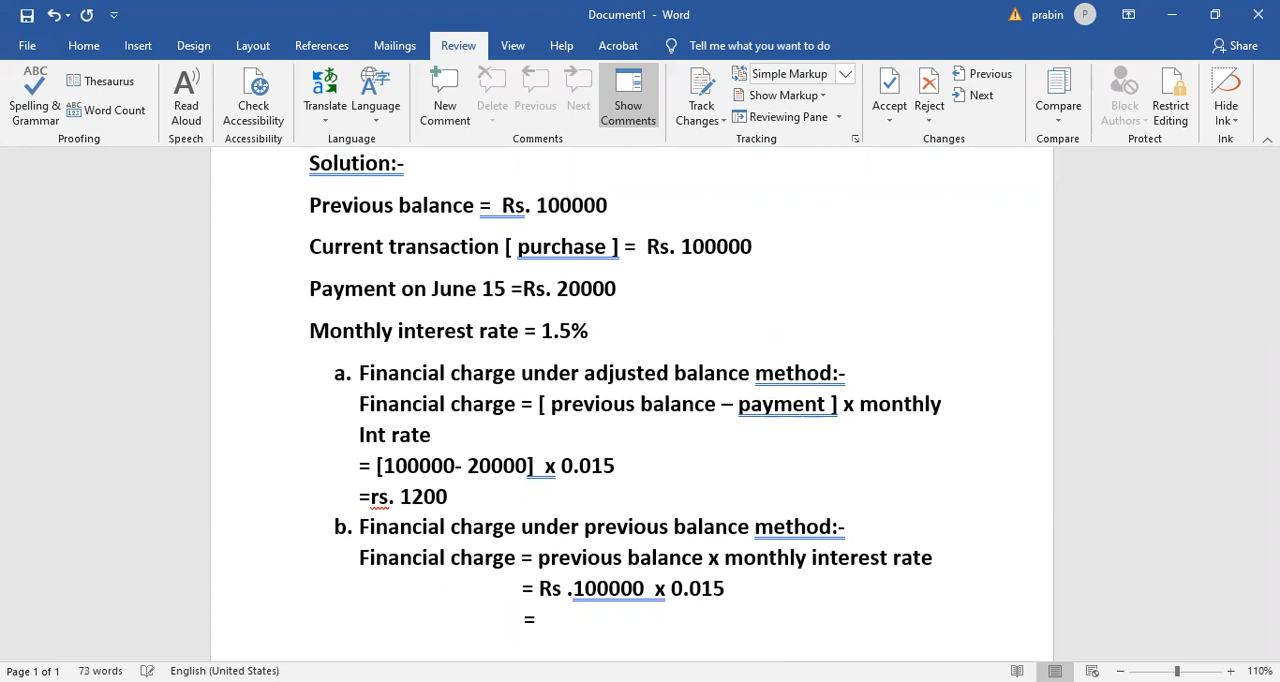 Document1 - Word
prabin P
File Home Insert Design Layout References Mailings Review View Help Acrobat Tell me what you want to do Share
ABC Spelling & Grammar Thesaurus ABC 123 Word Count Read Aloud Check Accessibility Translate Language New Comment Delete Previous Next Show Comments Track Changes Simple Markup Show Markup Reviewing Pane Accept Reject Previous Next Compare Block Authors Restrict Editing Hide Ink
Proofing Speech Accessibility Language Comments Tracking Changes Compare Protect Ink
Solution:-
Previous balance = Rs. 100000
Current transaction [ purchase ] = Rs. 100000
Payment on June 15 =Rs. 20000
Monthly interest rate = 1.5%
a. Financial charge under adjusted balance method:-
Financial charge = [ previous balance – payment ] x monthly
Int rate
= [100000- 20000] x 0.015
=rs. 1200
b. Financial charge under previous balance method:-
Financial charge = previous balance x monthly interest rate
= Rs .100000 x 0.015
=
Page 1 of 1 73 words English (United States) 110%